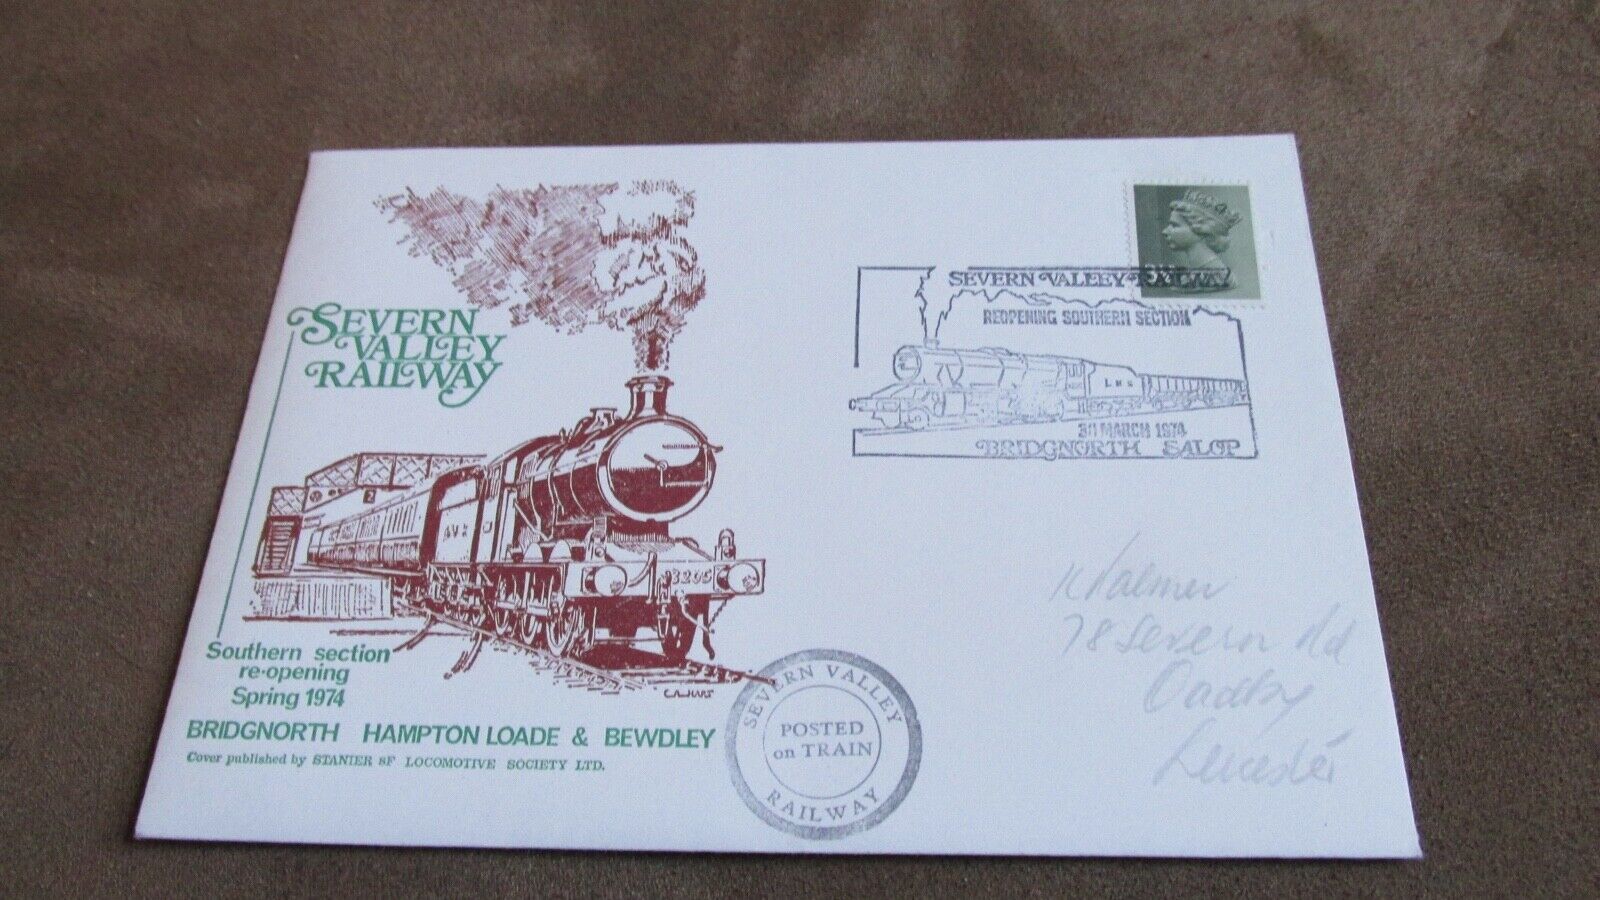 SEVERN
VALLEY
RAILWAY
3205
C.A. HART
Southern section
re-opening
Spring 1974
BRIDGNORTH HAMPTON LOADE & BEWDLEY
Cover published by STANIER 8F LOCOMOTIVE SOCIETY LTD.
SEVERN VALLEY RAILWAY
REOPENING SOUTHERN SECTION
LMS
30 MARCH 1974
BRIDGNORTH SALOP
SEVERN VALLEY
POSTED
on TRAIN
RAILWAY
78 Severn Rd
Oadby
Leicester